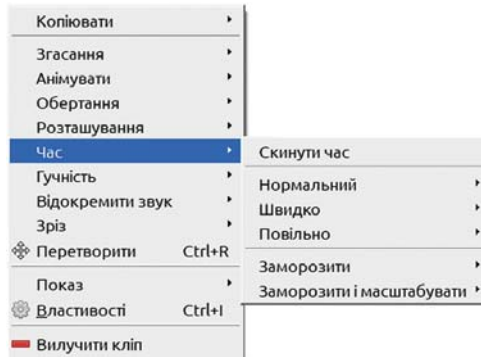 Копіювати
Згасання
Анімувати
Обертання
Розташування
Час
Гучність
Відокремити звук
Зріз
Перетворити Ctrl+R
Показ
Властивості Ctrl+I
Вилучити кліп
Скинути час
Нормальний
Швидко
Повільно
Заморозити
Заморозити і масштабувати